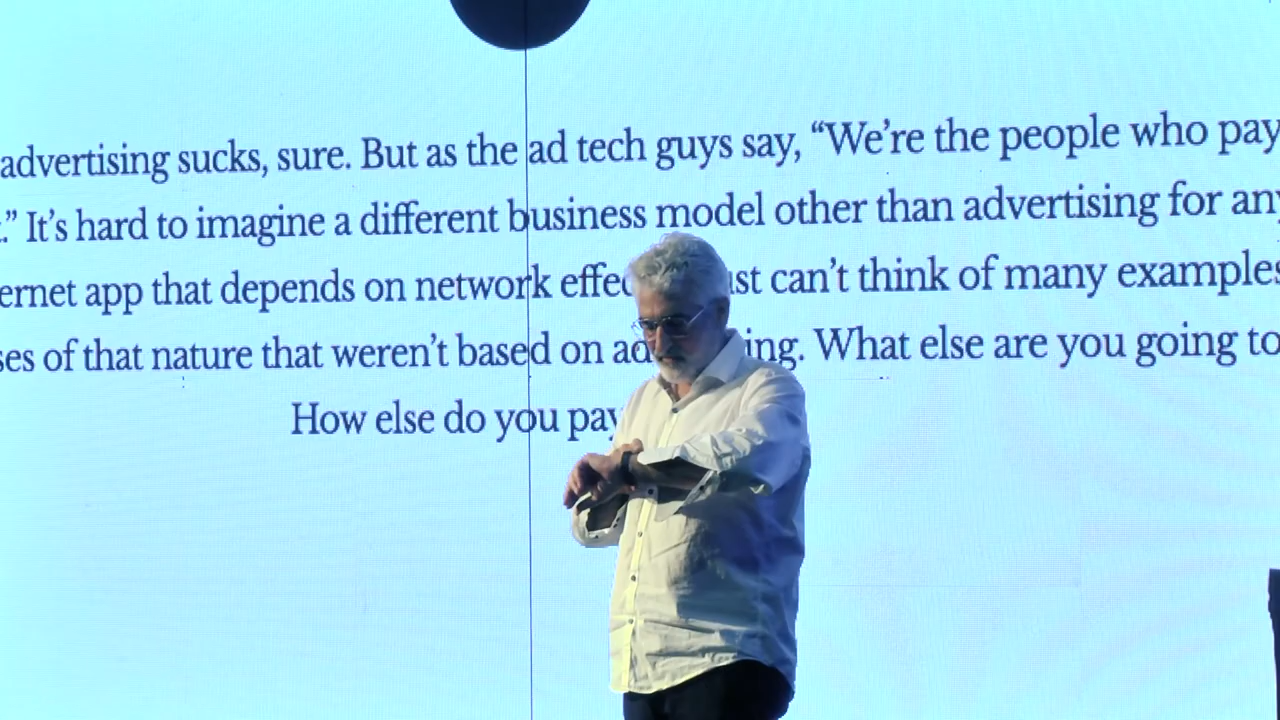 advertising sucks, sure. But as the ad tech guys say, “We’re the people who pay
.” It’s hard to imagine a different business model other than advertising for any
ernet app that depends on network effec ust can’t think of many examples
ses of that nature that weren’t based on ad ing. What else are you going to
How else do you pay